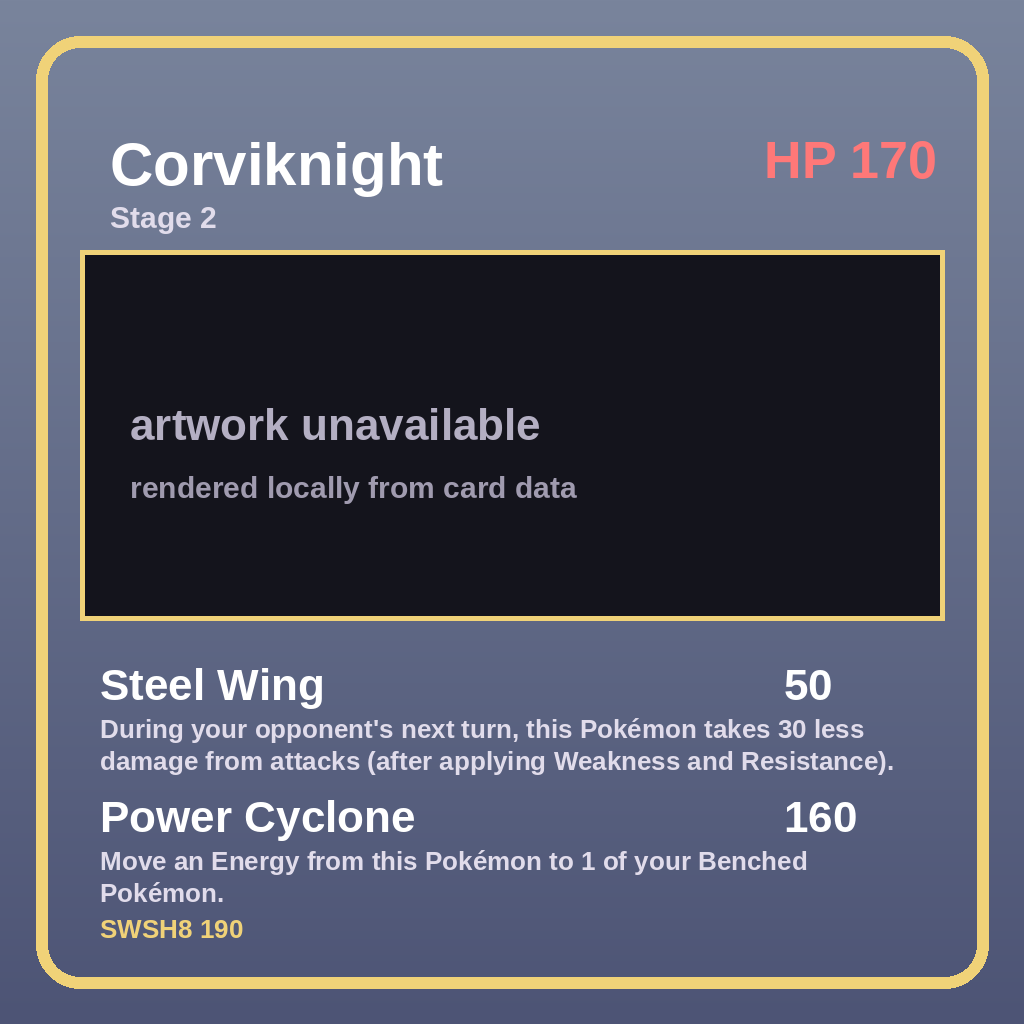 Corviknight
HP 170
Stage 2
artwork unavailable
rendered locally from card data
Steel Wing 50
During your opponent's next turn, this Pokémon takes 30 less
damage from attacks (after applying Weakness and Resistance).
Power Cyclone 160
Move an Energy from this Pokémon to 1 of your Benched
Pokémon.
SWSH8 190